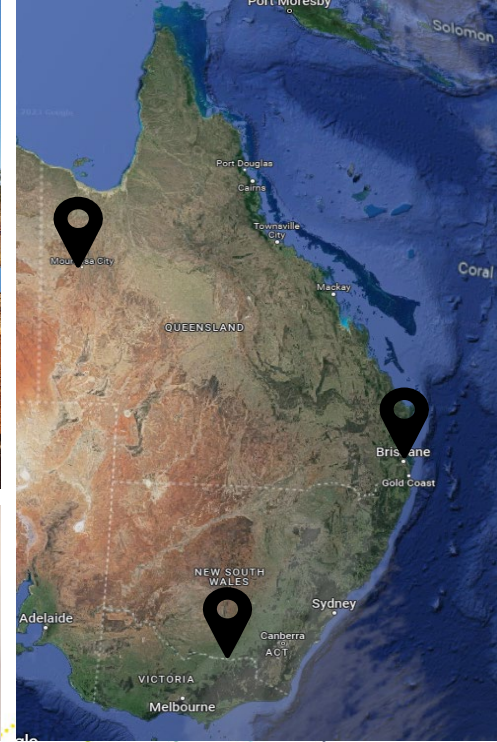 Port Moresby
Solomon
Port Douglas
Cairns
Townsville
City
Mount Isa City
Coral
Mackay
QUEENSLAND
Brisbane
Gold Coast
NEW SOUTH
WALES
Sydney
Adelaide
Canberra
ACT
VICTORIA
Melbourne
gle